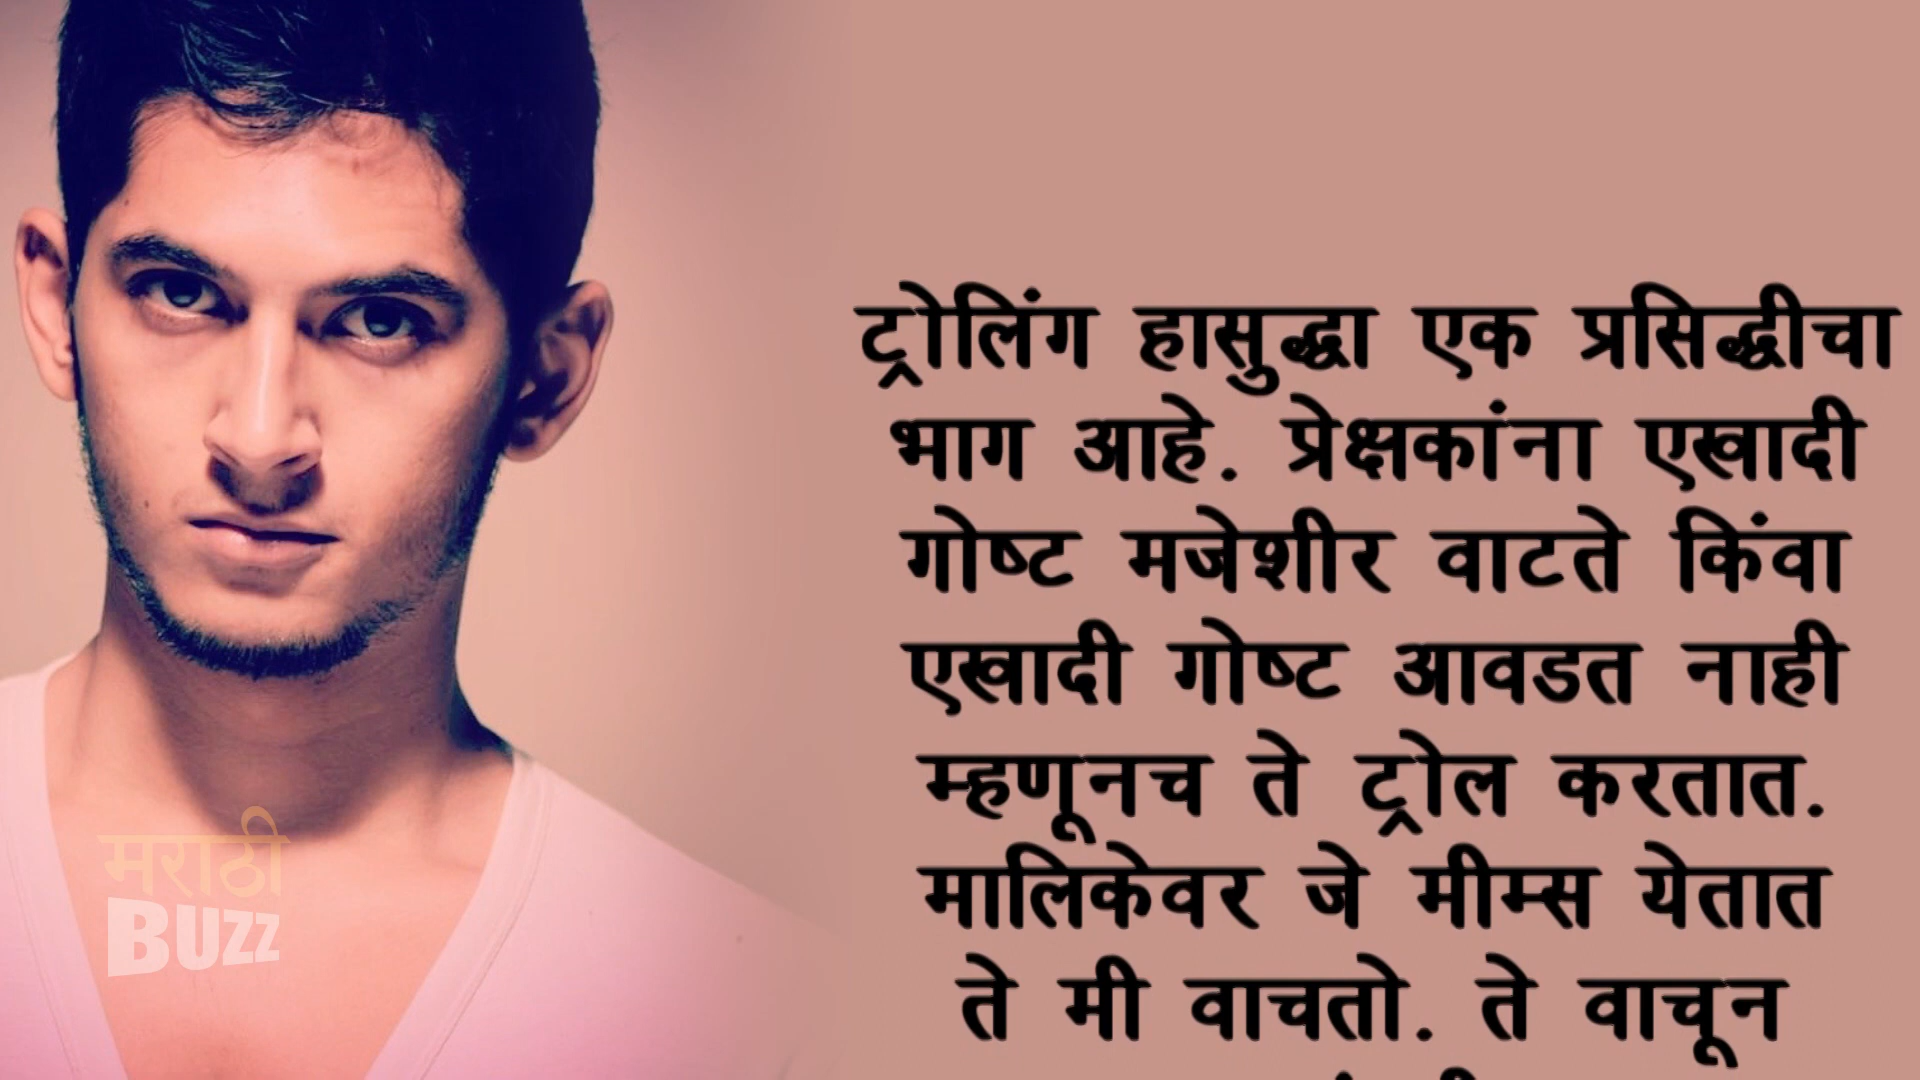 ट्रोलिंग हासुद्धा एक प्रसिद्धीचा
भाग आहे. प्रेक्षकांना एखादी
गोष्ट मजेशीर वाटते किंवा
एखादी गोष्ट आवडत नाही
म्हणूनच ते ट्रोल करतात.
मालिकेवर जे मीम्स येतात
ते मी वाचतो. ते वाचून
मराठी
BUZZ